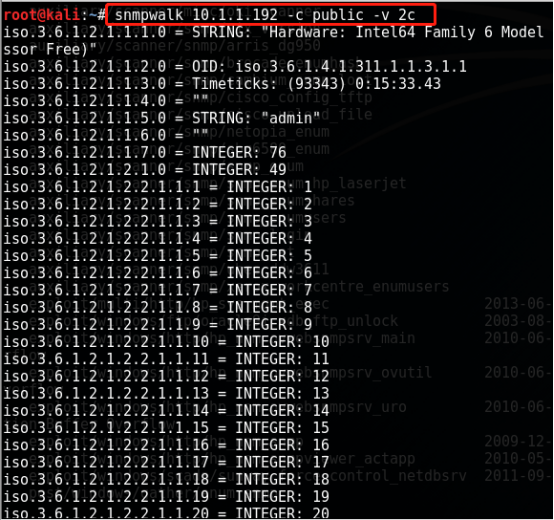 root@kali:~# snmpwalk 10.1.1.192 -c public -v 2c
iso.3.6.1.2.1.1.1.0 = STRING: "Hardware: Intel64 Family 6 Model
ssor Free)"
iso.3.6.1.2.1.1.2.0 = OID: iso.3.6.1.4.1.311.1.1.3.1.1
iso.3.6.1.2.1.1.3.0 = Timeticks: (93343) 0:15:33.43
iso.3.6.1.2.1.1.4.0 = ""
iso.3.6.1.2.1.1.5.0 = STRING: "admin"
iso.3.6.1.2.1.1.6.0 = ""
iso.3.6.1.2.1.1.7.0 = INTEGER: 76
iso.3.6.1.2.1.2.1.0 = INTEGER: 49
iso.3.6.1.2.1.2.2.1.1.1 = INTEGER: 1
iso.3.6.1.2.1.2.2.1.1.2 = INTEGER: 2
iso.3.6.1.2.1.2.2.1.1.3 = INTEGER: 3
iso.3.6.1.2.1.2.2.1.1.4 = INTEGER: 4
iso.3.6.1.2.1.2.2.1.1.5 = INTEGER: 5
iso.3.6.1.2.1.2.2.1.1.6 = INTEGER: 6
iso.3.6.1.2.1.2.2.1.1.7 = INTEGER: 7
iso.3.6.1.2.1.2.2.1.1.8 = INTEGER: 8
iso.3.6.1.2.1.2.2.1.1.9 = INTEGER: 9
iso.3.6.1.2.1.2.2.1.1.10 = INTEGER: 10
iso.3.6.1.2.1.2.2.1.1.11 = INTEGER: 11
iso.3.6.1.2.1.2.2.1.1.12 = INTEGER: 12
iso.3.6.1.2.1.2.2.1.1.13 = INTEGER: 13
iso.3.6.1.2.1.2.2.1.1.14 = INTEGER: 14
iso.3.6.1.2.1.2.2.1.1.15 = INTEGER: 15
iso.3.6.1.2.1.2.2.1.1.16 = INTEGER: 16
iso.3.6.1.2.1.2.2.1.1.17 = INTEGER: 17
iso.3.6.1.2.1.2.2.1.1.18 = INTEGER: 18
iso.3.6.1.2.1.2.2.1.1.19 = INTEGER: 19
iso.3.6.1.2.1.2.2.1.1.20 = INTEGER: 20